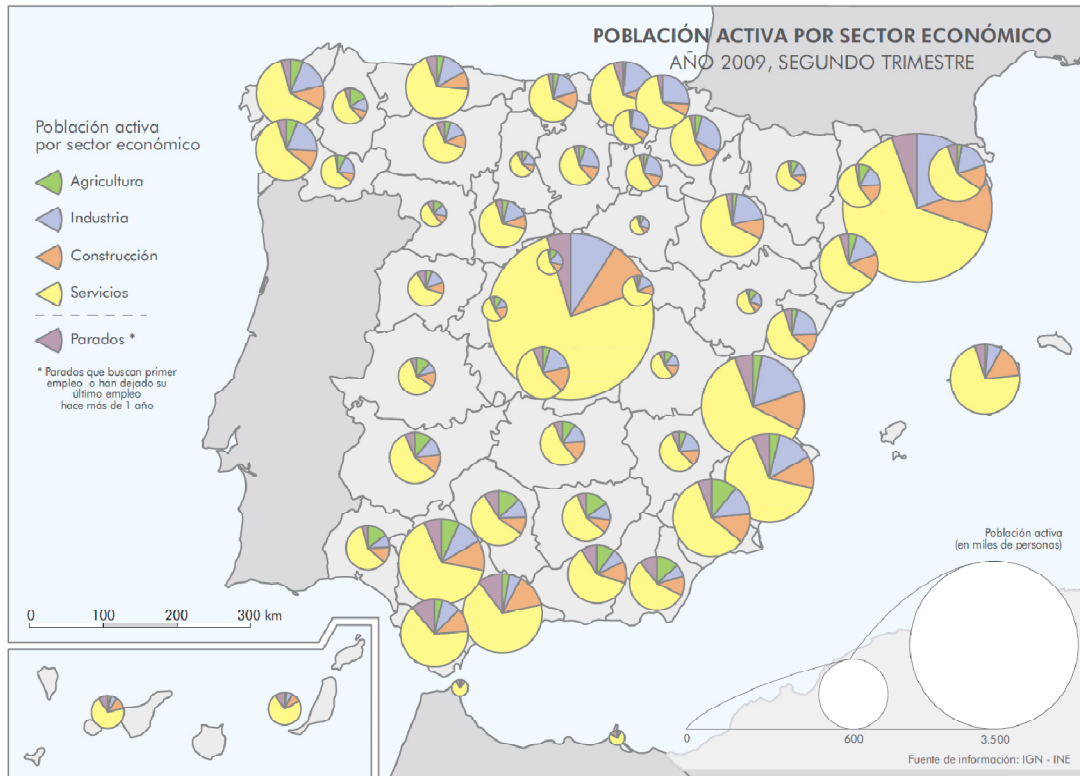 POBLACIÓN ACTIVA POR SECTOR ECONÓMICO
AÑO 2009, SEGUNDO TRIMESTRE
Población activa
por sector económico
Agricultura
Industria
Construcción
Servicios
Parados *
* Parados que buscan primer
empleo o han dejado su
último empleo
hace más de 1 año
Población activa
(en miles de personas)
0 100 200 300 km
0 600 3.500
Fuente de información: IGN - INE